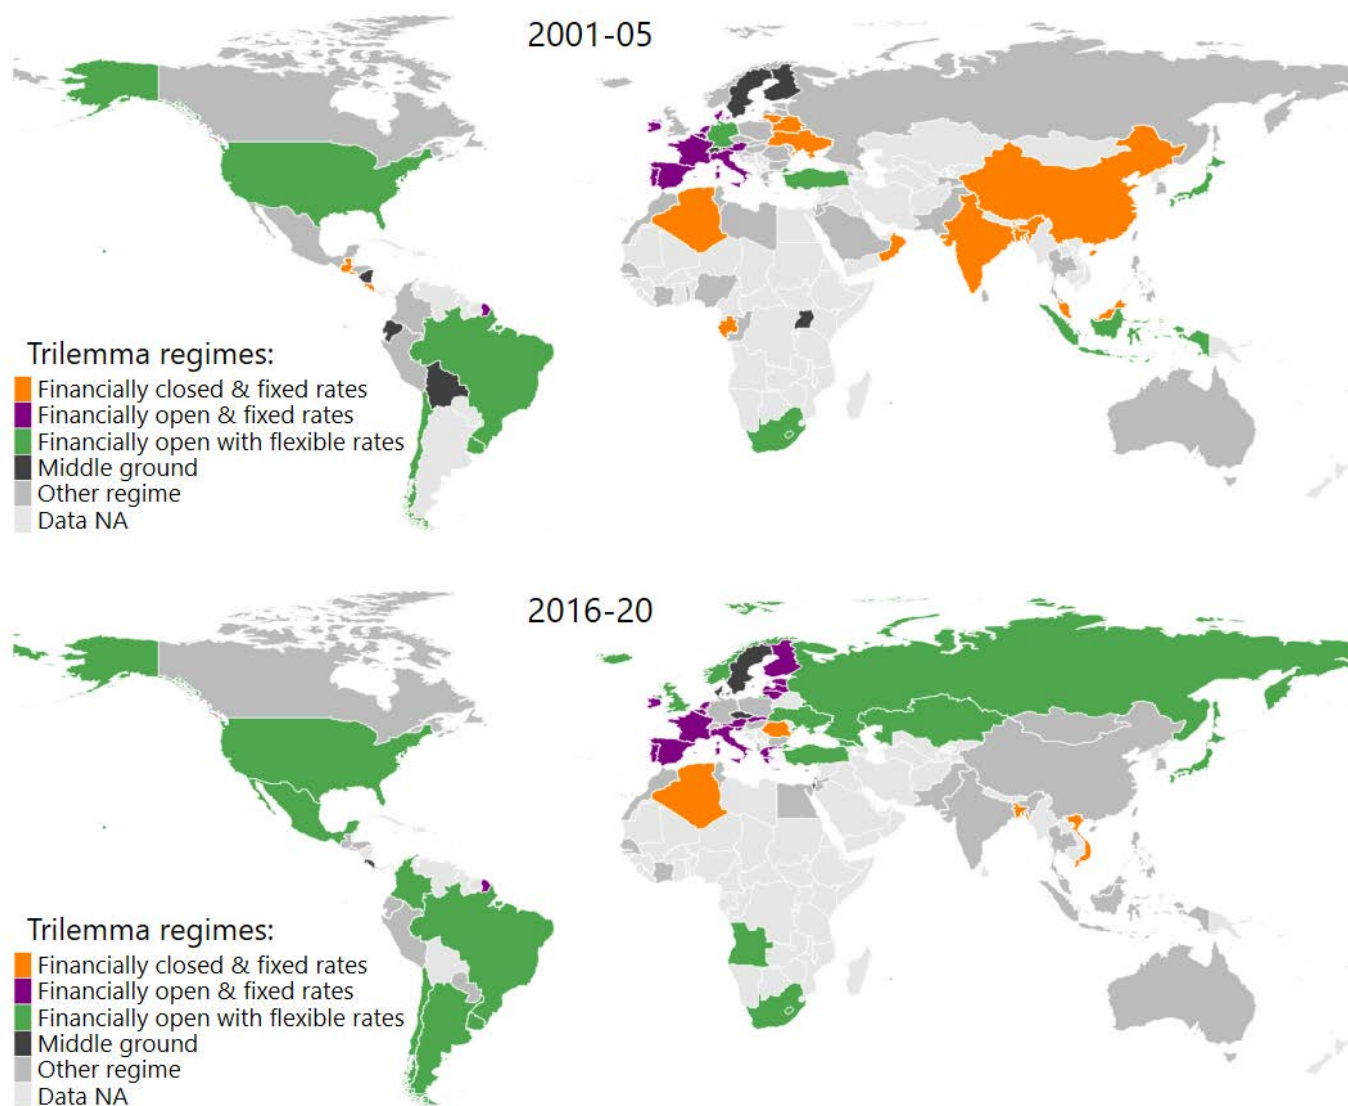 2001-05
Trilemma regimes:
Financially closed & fixed rates
Financially open & fixed rates
Financially open with flexible rates
Middle ground
Other regime
Data NA
2016-20
Trilemma regimes:
Financially closed & fixed rates
Financially open & fixed rates
Financially open with flexible rates
Middle ground
Other regime
Data NA